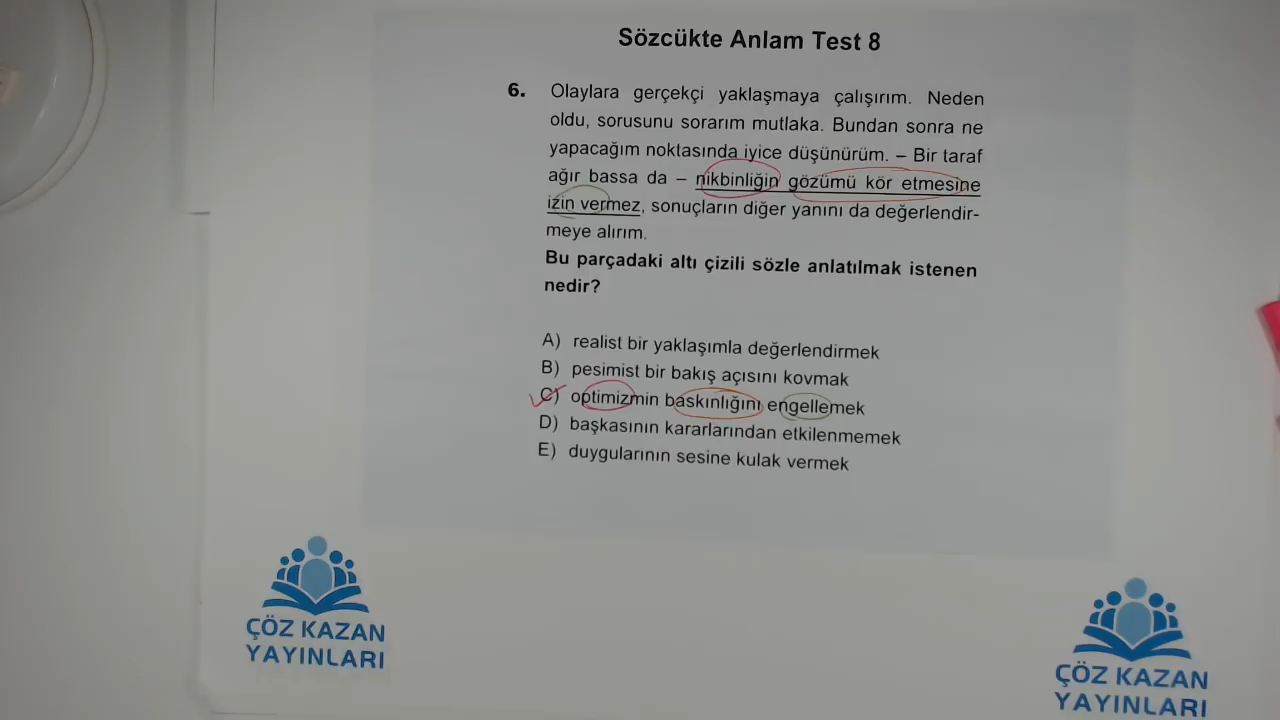 Sözcükte Anlam Test 8
6. Olaylara gerçekçi yaklaşmaya çalışırım. Neden
oldu, sorusunu sorarım mutlaka. Bundan sonra ne
yapacağım noktasında iyice düşünürüm. – Bir taraf
ağır bassa da – nikbinliğin gözümü kör etmesine
izin vermez, sonuçların diğer yanını da değerlendir-
meye alırım.
Bu parçadaki altı çizili sözle anlatılmak istenen
nedir?
A) realist bir yaklaşımla değerlendirmek
B) pesimist bir bakış açısını kovmak
C) optimizmin baskınlığını engellemek
D) başkasının kararlarından etkilenmemek
E) duygularının sesine kulak vermek
ÇÖZ KAZAN
YAYINLARI
ÇÖZ KAZAN
YAYINLARI